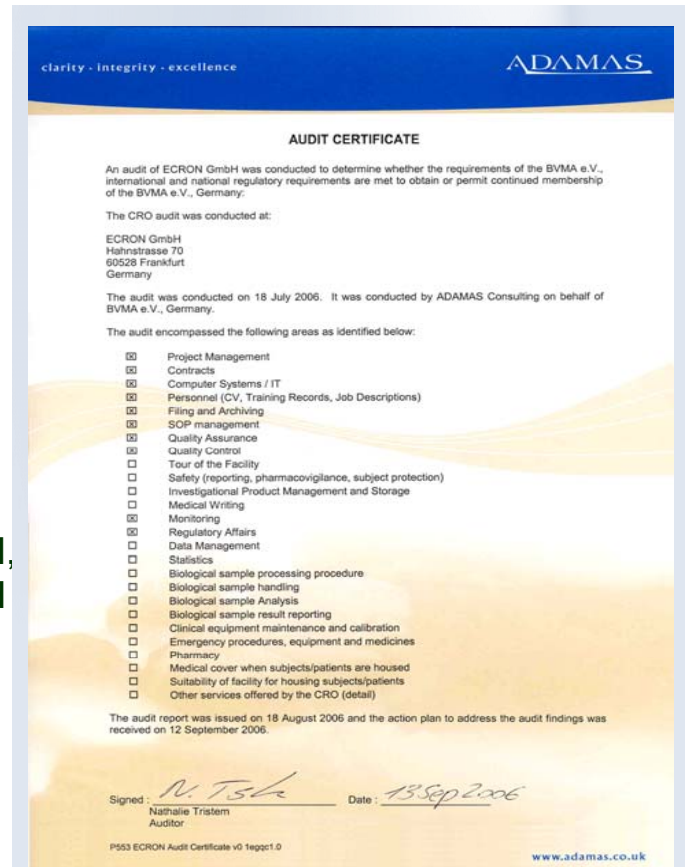 clarity - integrity - excellence
ADAMAS
AUDIT CERTIFICATE
An audit of ECRON GmbH was conducted to determine whether the requirements of the BVMA e.V.,
international and national regulatory requirements are met to obtain or permit continued membership
of the BVMA e.V., Germany:
The CRO audit was conducted at:
ECRON GmbH
Hahnstrasse 70
60528 Frankfurt
Germany
The audit was conducted on 18 July 2006. It was conducted by ADAMAS Consulting on behalf of
BVMA e.V., Germany.
The audit encompassed the following areas as identified below:
☒ Project Management
☒ Contracts
☒ Computer Systems / IT
☒ Personnel (CV, Training Records, Job Descriptions)
☒ Filing and Archiving
☒ SOP management
☒ Quality Assurance
☒ Quality Control
☐ Tour of the Facility
☐ Safety (reporting, pharmacovigilance, subject protection)
☐ Investigational Product Management and Storage
☐ Medical Writing
☒ Monitoring
☒ Regulatory Affairs
☐ Data Management
☐ Statistics
☐ Biological sample processing procedure
☐ Biological sample handling
☐ Biological sample Analysis
☐ Biological sample result reporting
☐ Clinical equipment maintenance and calibration
☐ Emergency procedures, equipment and medicines
☐ Pharmacy
☐ Medical cover when subjects/patients are housed
☐ Suitability of facility for housing subjects/patients
☐ Other services offered by the CRO (detail)
The audit report was issued on 18 August 2006 and the action plan to address the audit findings was
received on 12 September 2006.
Signed : Date : 13 Sep 2006
Nathalie Tristem
Auditor
P553 ECRON Audit Certificate v0 1egqc1.0
www.adamas.co.uk